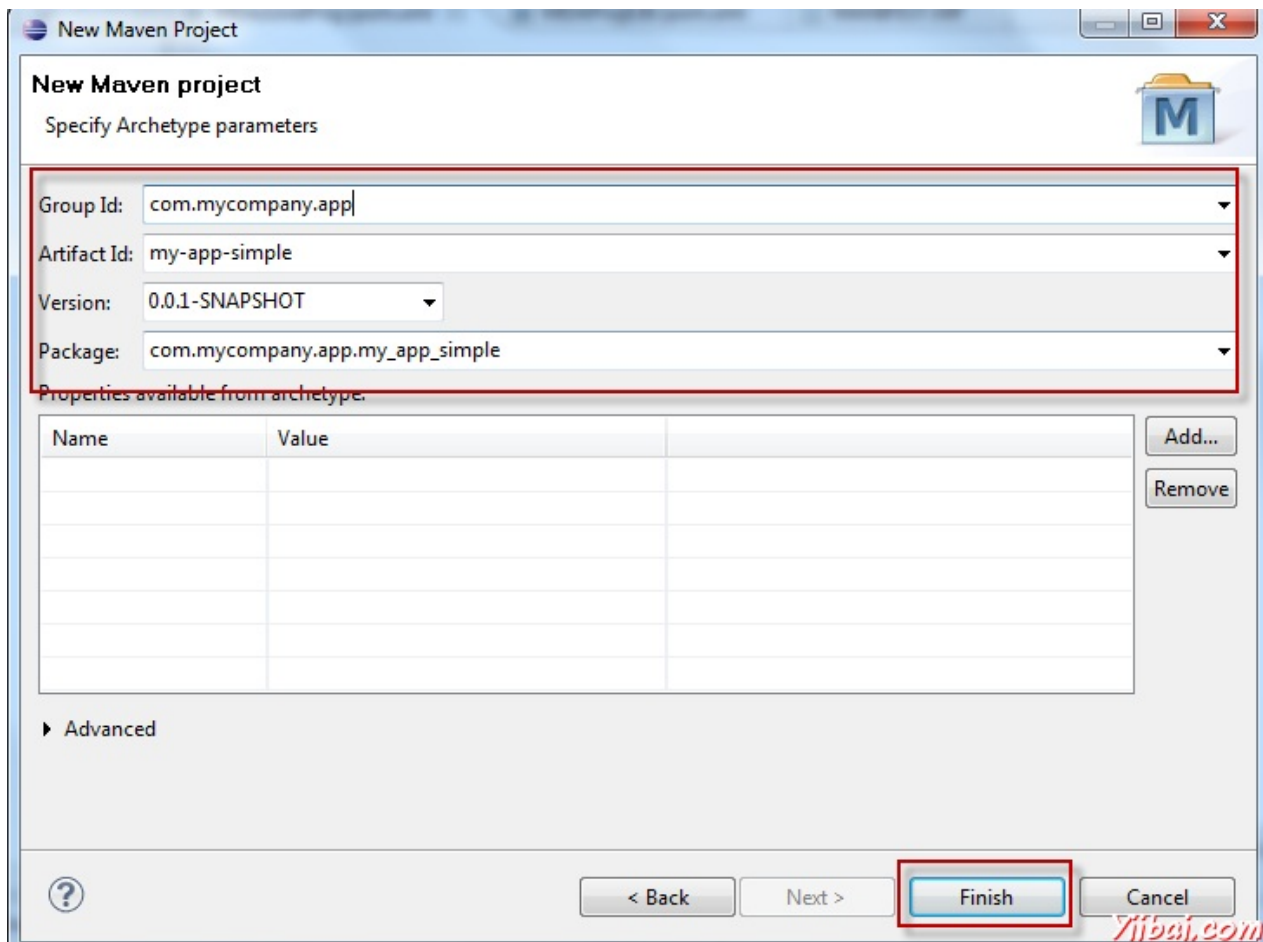 New Maven Project
New Maven project
Specify Archetype parameters
M
Group Id: com.mycompany.app
Artifact Id: my-app-simple
Version: 0.0.1-SNAPSHOT
Package: com.mycompany.app.my_app_simple
Properties available from archetype:
Name Value
Add...
Remove
Advanced
< Back Next > Finish Cancel
Yiibai.com